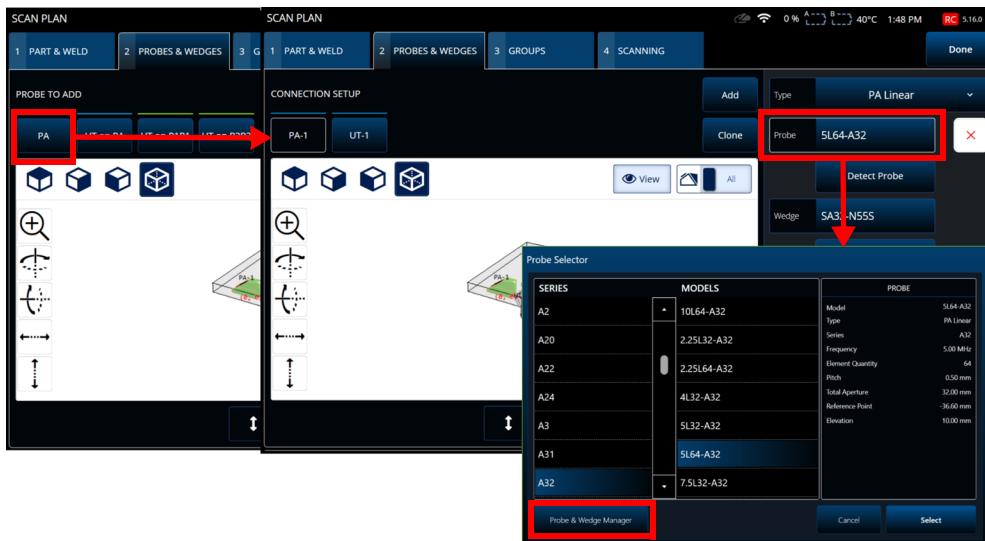 SCAN PLAN
1 PART & WELD
2 PROBES & WEDGES
3 G
PROBE TO ADD
PA
UT on PA
UT on P1R1
SCAN PLAN
0 %
A
B
40°C
1:48 PM
RC 5.16.0
1 PART & WELD
2 PROBES & WEDGES
3 GROUPS
4 SCANNING
Done
CONNECTION SETUP
Add
PA-1
UT-1
Clone
Type
PA Linear
Probe
5L64-A32
Detect Probe
Wedge
SA32-N55S
View
All
PA-1
PA-1
Probe Selector
SERIES
A2
A20
A22
A24
A3
A31
A32
MODELS
10L64-A32
2.25L32-A32
2.25L64-A32
4L32-A32
5L32-A32
5L64-A32
7.5L32-A32
PROBE
Model 5L64-A32
Type PA Linear
Series A32
Frequency 5.00 MHz
Element Quantity 64
Pitch 0.50 mm
Total Aperture 32.00 mm
Reference Point -36.60 mm
Elevation 10.00 mm
Probe & Wedge Manager
Cancel
Select